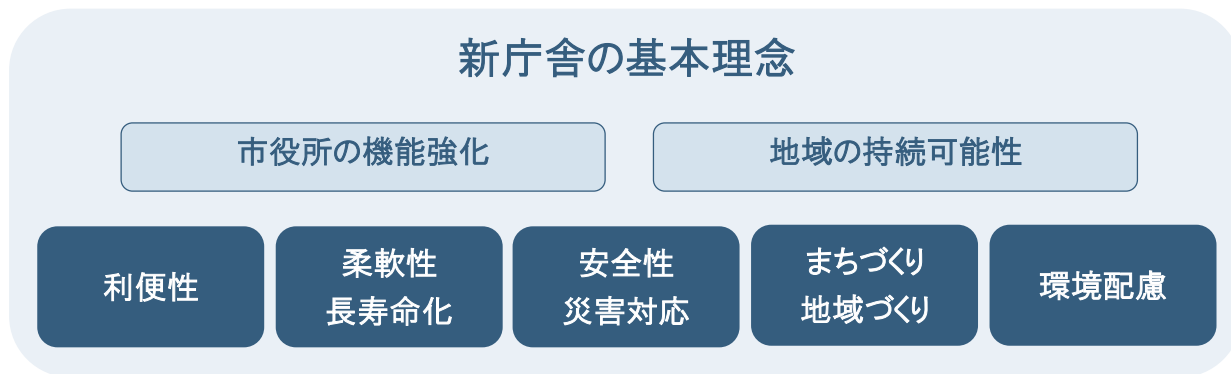 新庁舎の基本理念
市役所の機能強化
地域の持続可能性
利便性
柔軟性
長寿命化
安全性
災害対応
まちづくり
地域づくり
環境配慮